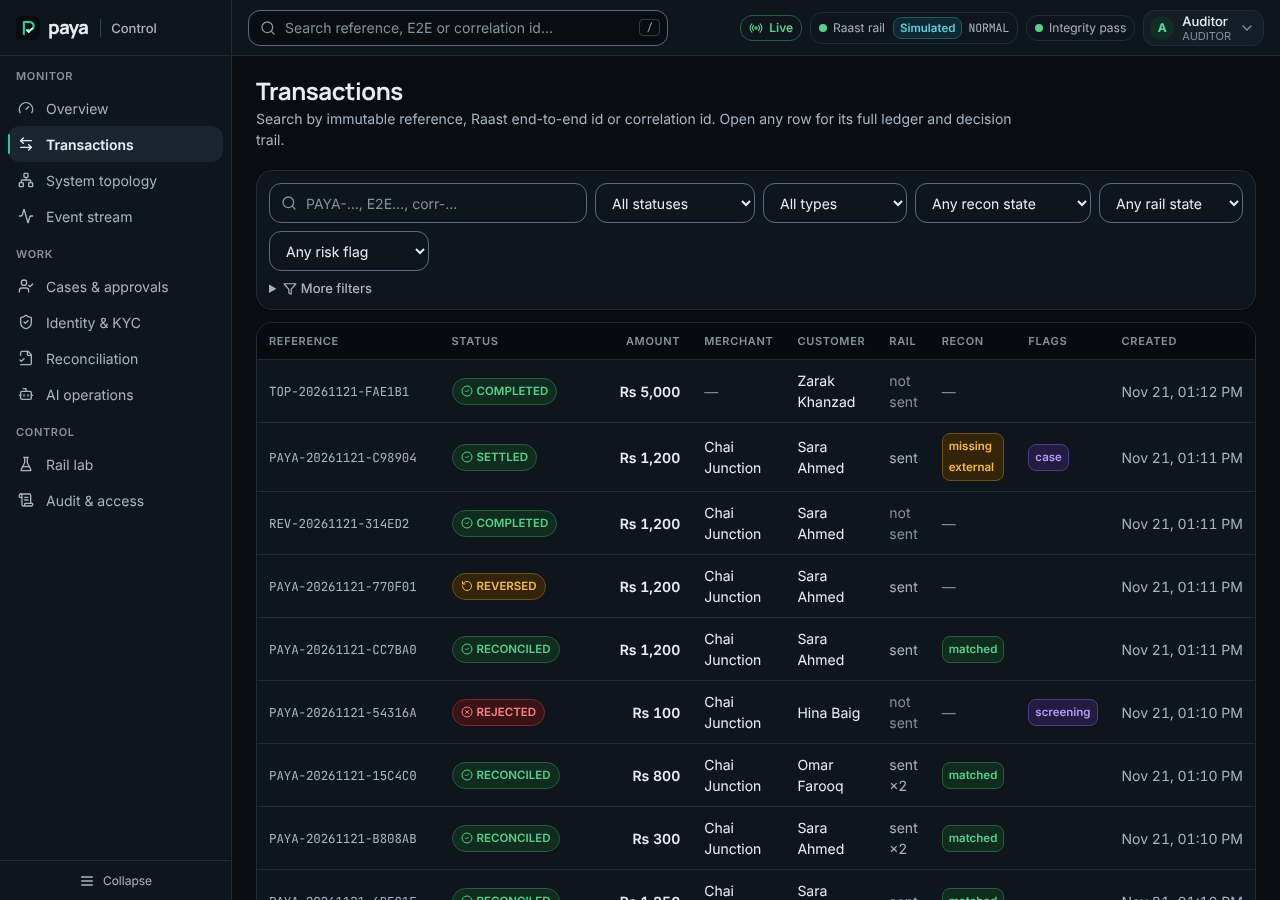 paya Control
Search reference, E2E or correlation id... /
Live
Raast rail Simulated NORMAL
Integrity pass
A Auditor
AUDITOR
MONITOR
Overview
Transactions
System topology
Event stream
WORK
Cases & approvals
Identity & KYC
Reconciliation
AI operations
CONTROL
Rail lab
Audit & access
Collapse
Transactions
Search by immutable reference, Raast end-to-end id or correlation id. Open any row for its full ledger and decision
trail.
PAYA-..., E2E..., corr-... All statuses All types Any recon state Any rail state
Any risk flag
More filters
REFERENCE STATUS AMOUNT MERCHANT CUSTOMER RAIL RECON FLAGS CREATED
TOP-20261121-FAE1B1 COMPLETED Rs 5,000 — Zarak Khanzad not sent — Nov 21, 01:12 PM
PAYA-20261121-C98904 SETTLED Rs 1,200 Chai Junction Sara Ahmed sent missing external case Nov 21, 01:11 PM
REV-20261121-314ED2 COMPLETED Rs 1,200 Chai Junction Sara Ahmed not sent — Nov 21, 01:11 PM
PAYA-20261121-770F01 REVERSED Rs 1,200 Chai Junction Sara Ahmed sent — Nov 21, 01:11 PM
PAYA-20261121-CC7BA0 RECONCILED Rs 1,200 Chai Junction Sara Ahmed sent matched Nov 21, 01:11 PM
PAYA-20261121-54316A REJECTED Rs 100 Chai Junction Hina Baig not sent — screening Nov 21, 01:10 PM
PAYA-20261121-15C4C0 RECONCILED Rs 800 Chai Junction Omar Farooq sent ×2 matched Nov 21, 01:10 PM
PAYA-20261121-B808AB RECONCILED Rs 300 Chai Junction Sara Ahmed sent ×2 matched Nov 21, 01:10 PM
RECONCILED Chai Sara matched